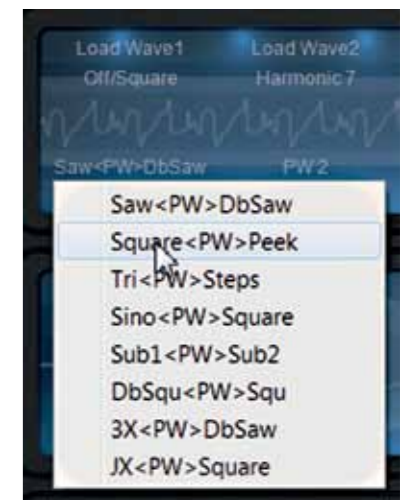 Load Wave1 Load Wave2
Off/Square Harmonic 7
Saw<PW>DbSaw PW 2
Saw<PW>DbSaw
Square<PW>Peek
Tri<PW>Steps
Sino<PW>Square
Sub1<PW>Sub2
DbSqu<PW>Squ
3X<PW>DbSaw
JX<PW>Square